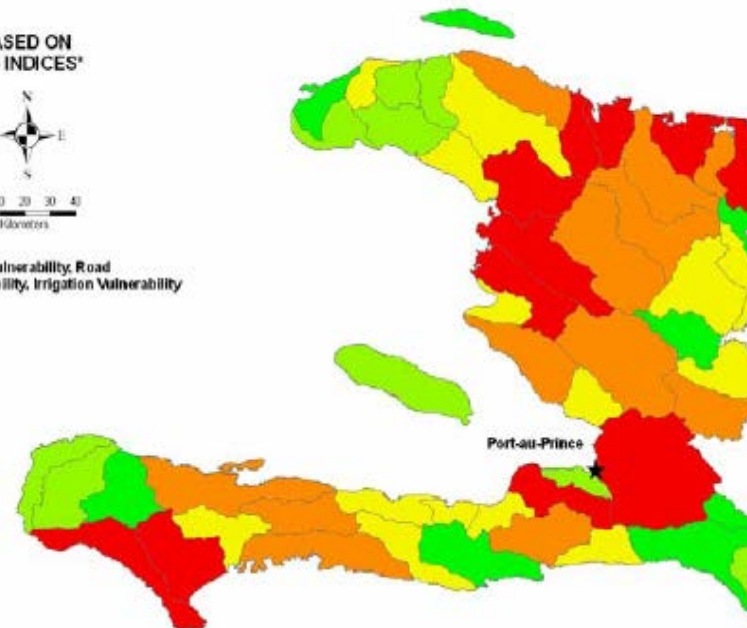 ASED ON
INDICES*
N
E
S
20 30 40
Kilometers
ulnerability, Road
ility, Irrigation Vulnerability
Port-au-Prince